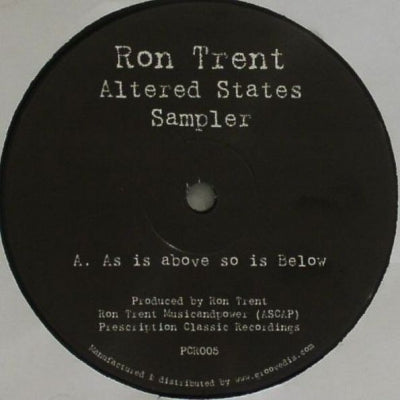 Ron Trent
Altered States
Sampler
A. As is above so is Below
Produced by Ron Trent
Ron Trent Musicandpower (ASCAP)
Prescription Classic Recordings
PCR005
Manufactured & distributed by www.groovedis.com